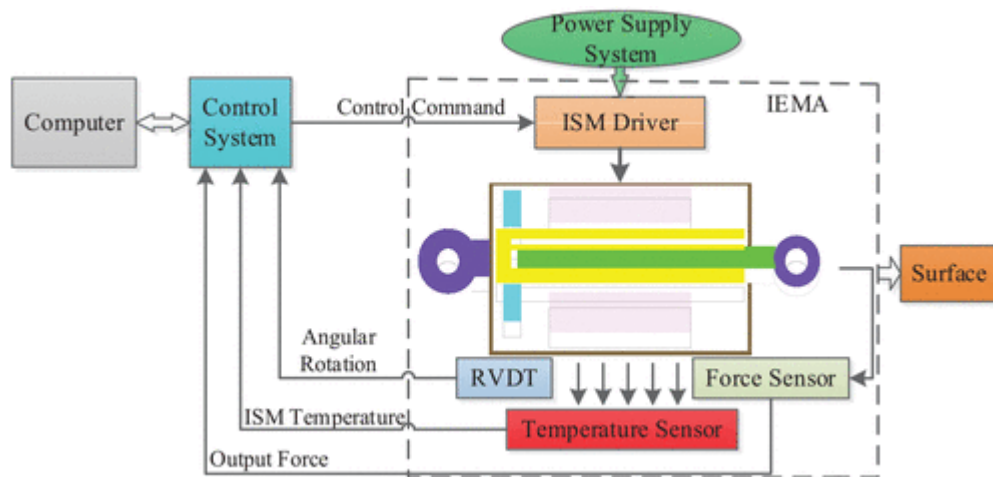 Power Supply
System
IEMA
Computer
Control
System
Control Command
ISM Driver
Surface
Angular
Rotation
RVDT
Force Sensor
ISM Temperature
Temperature Sensor
Output Force